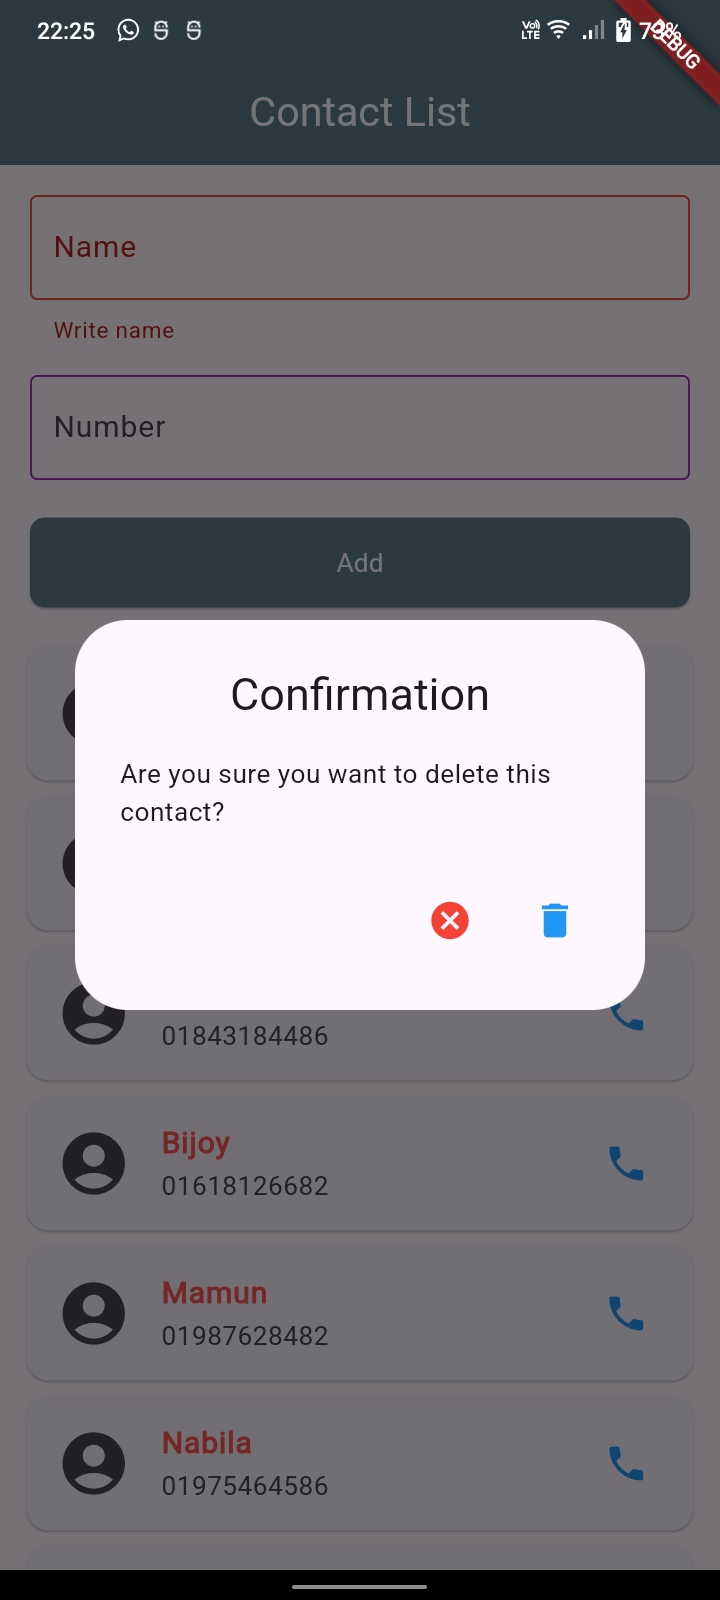 22:25
Vo) LTE
DEBUG
Contact List
Name
Write name
Number
Add
Confirmation
Are you sure you want to delete this
contact?
01843184486
Bijoy
01618126682
Mamun
01987628482
Nabila
01975464586